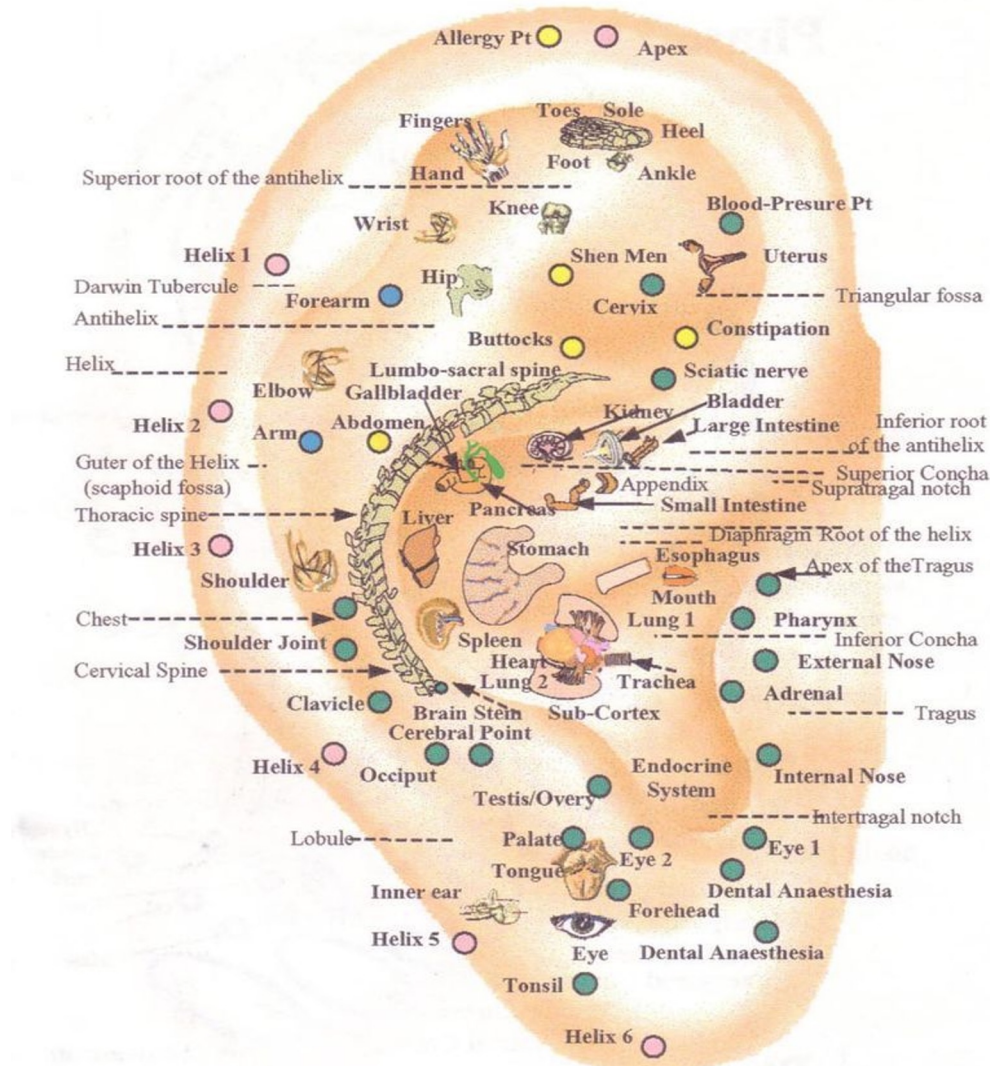 Allergy Pt
Apex
Toes Sole
Fingers
Heel
Foot
Hand
Ankle
Superior root of the antihelix
Knee
Blood-Presure Pt
Wrist
Helix 1
Shen Men
Uterus
Darwin Tubercule
Hip
Forearm
Cervix
Triangular fossa
Antihelix
Buttocks
Constipation
Helix
Lumbo-sacral spine
Sciatic nerve
Elbow
Gallbladder
Kidney
Bladder
Helix 2
Abdomen
Arm
Large Intestine
Inferior root
of the antihelix
Guter of the Helix
(scaphoid fossa)
Superior Concha
Appendix
Supratragal notch
Thoracic spine
Pancreas
Small Intestine
Liver
Diaphragm Root of the helix
Helix 3
Stomach
Esophagus
Apex of theTragus
Shoulder
Mouth
Chest
Lung 1
Pharynx
Shoulder Joint
Spleen
Inferior Concha
Heart
External Nose
Cervical Spine
Lung 2
Trachea
Adrenal
Clavicle
Brain Stem
Sub-Cortex
Tragus
Cerebral Point
Helix 4
Occiput
Endocrine
System
Internal Nose
Testis/Overy
Intertragal notch
Lobule
Palate
Eye 2
Eye 1
Tongue
Inner ear
Dental Anaesthesia
Forehead
Helix 5
Eye
Dental Anaesthesia
Tonsil
Helix 6